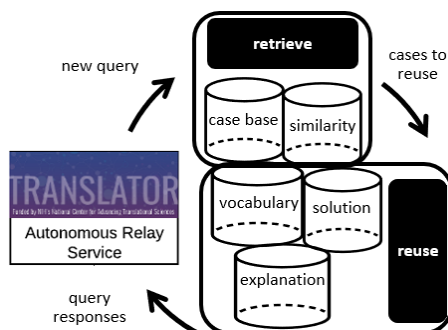 retrieve
new query
cases to
reuse
case base
similarity
TRANSLATOR
Funded by NIH's National Center for Advancing Translational Sciences
Autonomous Relay
Service
vocabulary
solution
reuse
explanation
query
responses